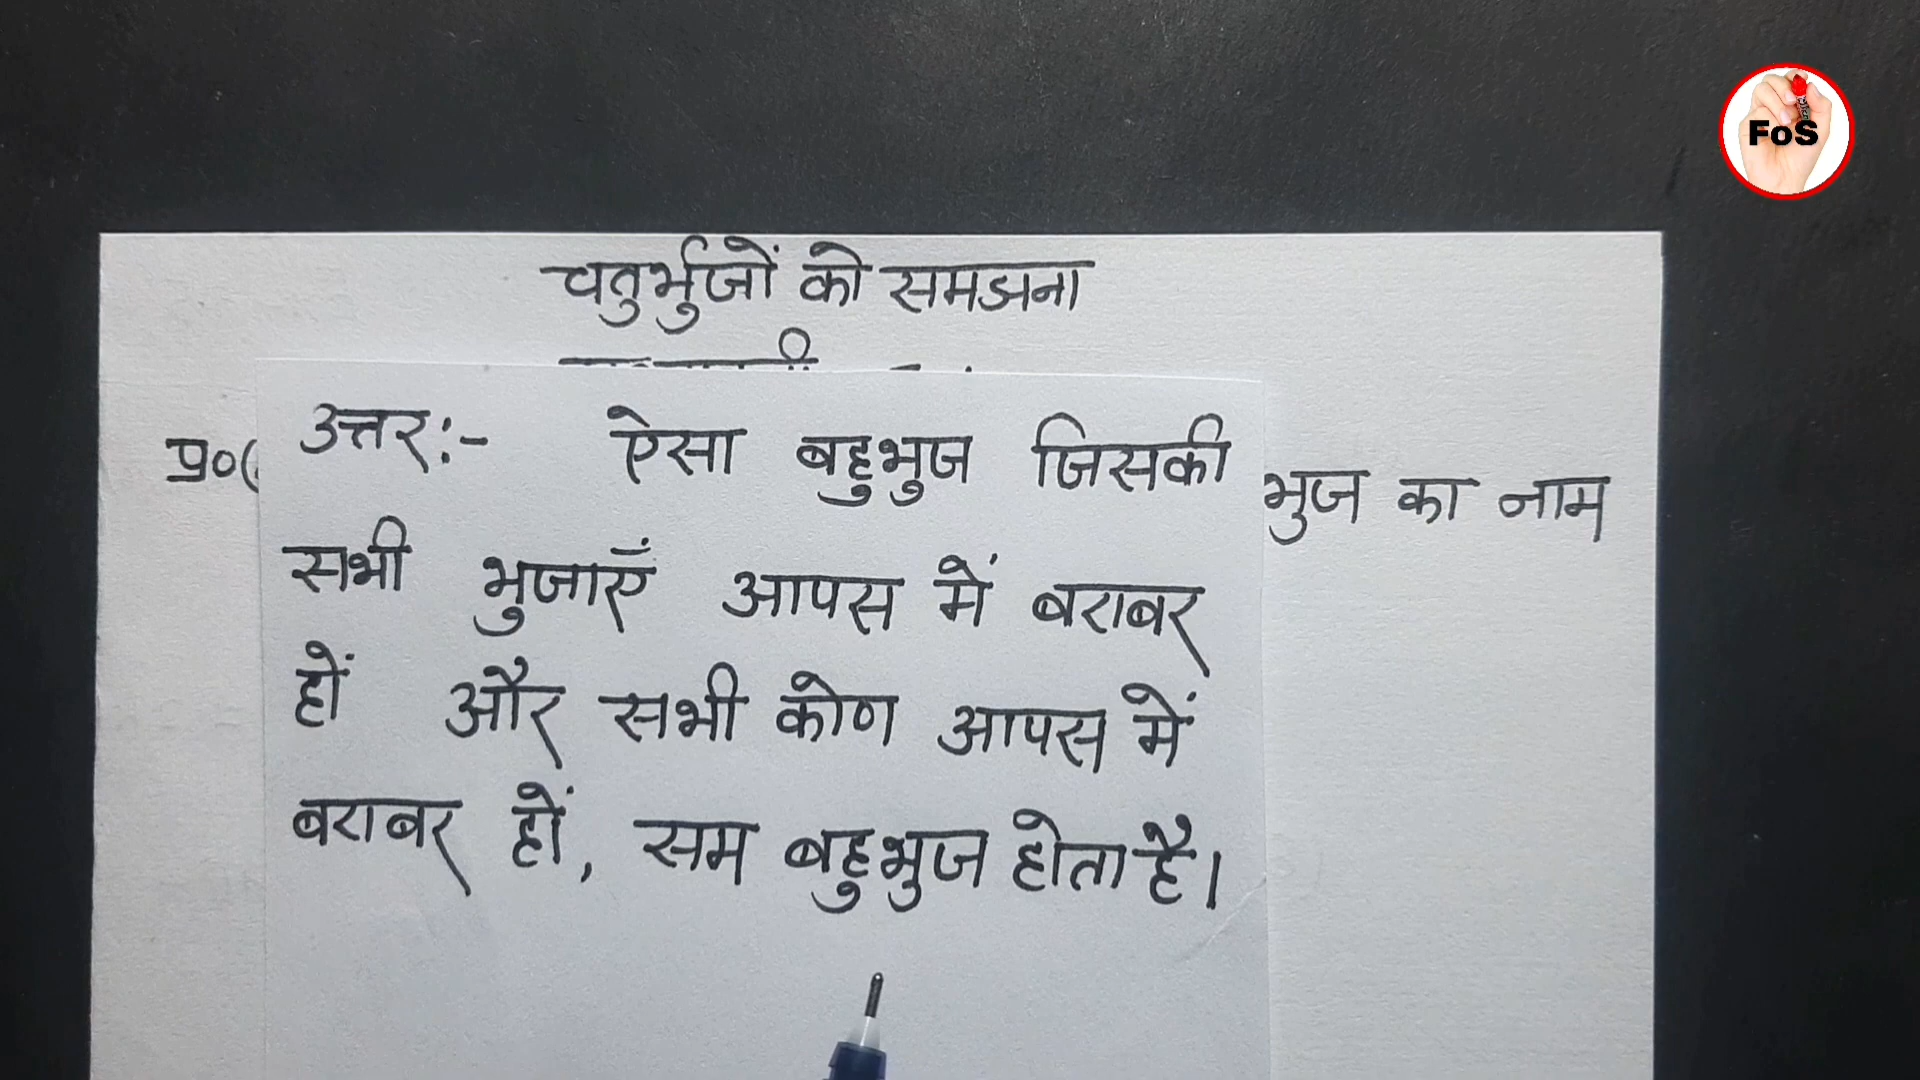 FoS
चतुर्भुजों को समझना
प्र०(
भुज का नाम
उत्तर:- ऐसा बहुभुज जिसकी
सभी भुजाएँ आपस में बराबर
हों और सभी कोण आपस में
बराबर हों, सम बहुभुज होता है।